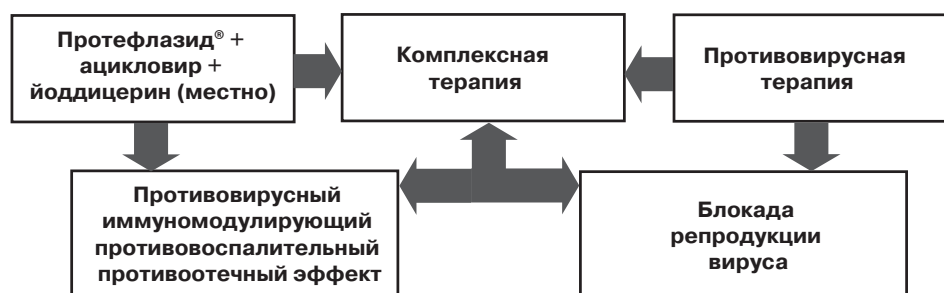 Протефлазид® +
ацикловир +
йоддицерин (местно)
Комплексная
терапия
Противовирусная
терапия
Противовирусный
иммуномодулирующий
противовоспалительный
противоотечный эффект
Блокада
репродукции
вируса